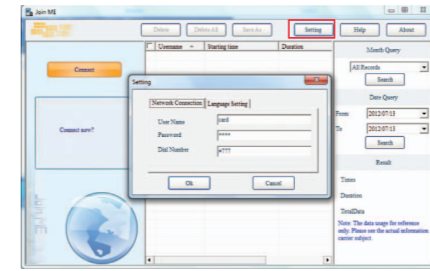 Join ME
Delete Delete All Save As Setting Help About
Username Starting time Duration
Month Query
Connect
All Records
Search
Setting
Date Query
Network Connection Language Setting
From 2012/07/13
User Name card
Connect now?
To 2012/07/13
Password ****
Search
Dial Number *777
Result
Ok Cancel
Times
Duration
TotalData
Note: The data usage for reference
only. Please see the actual information
carrier subject.
JoinME